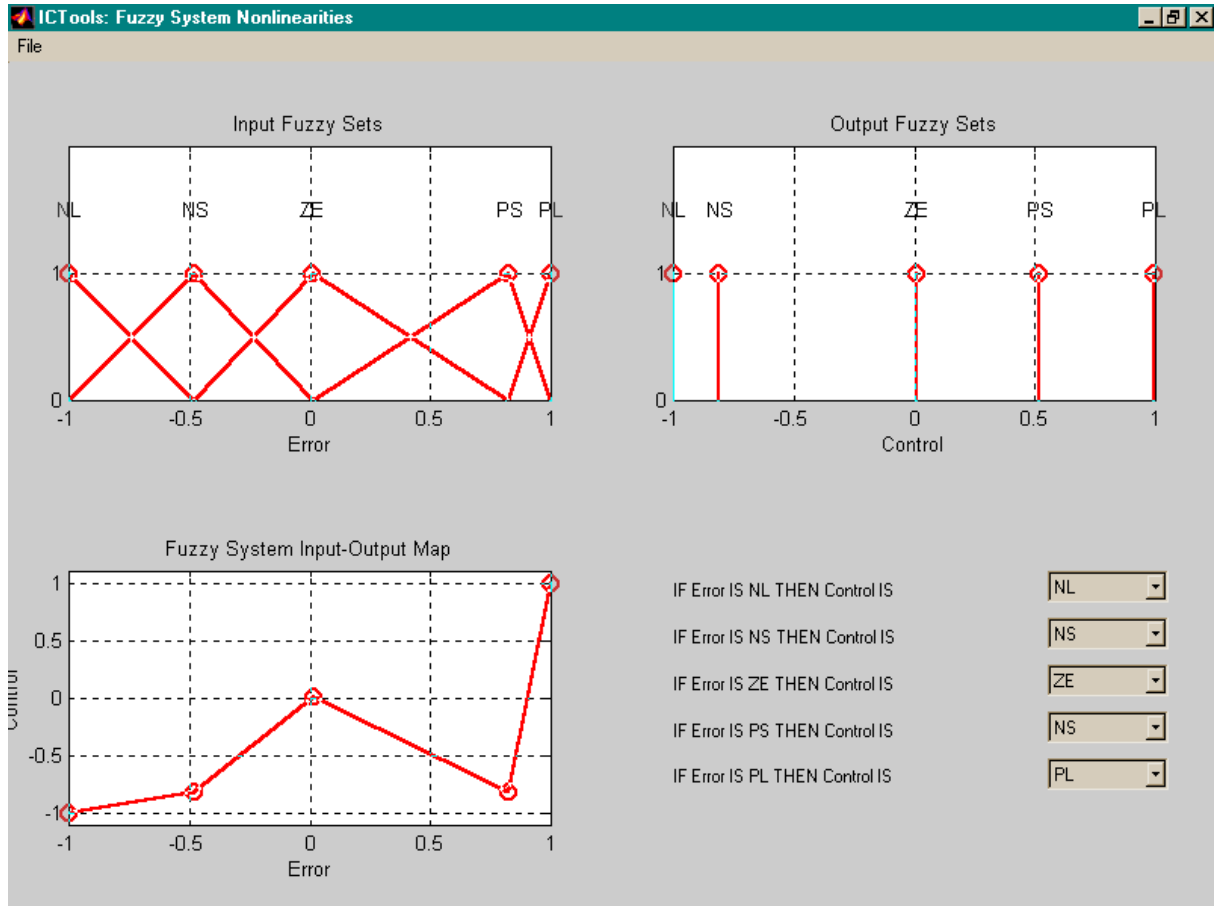 ICTools: Fuzzy System Nonlinearities
File
Input Fuzzy Sets
NL NS ZE PS PL
1
0
-1 -0.5 0 0.5 1
Error
Output Fuzzy Sets
NL NS ZE PS PL
1
0
-1 -0.5 0 0.5 1
Control
Fuzzy System Input-Output Map
1
0.5
0
-0.5
-1
Control
-1 -0.5 0 0.5 1
Error
IF Error IS NL THEN Control IS NL
IF Error IS NS THEN Control IS NS
IF Error IS ZE THEN Control IS ZE
IF Error IS PS THEN Control IS NS
IF Error IS PL THEN Control IS PL